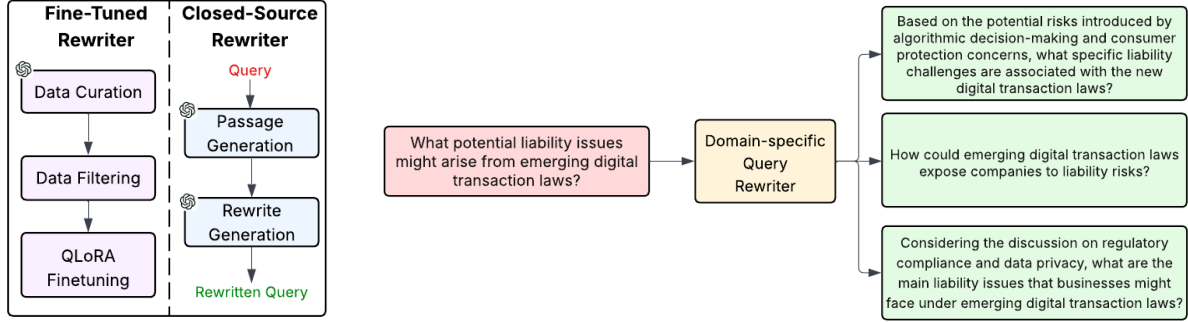 Fine-Tuned
Rewriter
Data Curation
Data Filtering
QLoRA
Finetuning
Closed-Source
Rewriter
Query
Passage
Generation
Rewrite
Generation
Rewritten Query
What potential liability issues
might arise from emerging digital
transaction laws?
Domain-specific
Query
Rewriter
Based on the potential risks introduced by
algorithmic decision-making and consumer
protection concerns, what specific liability
challenges are associated with the new
digital transaction laws?
How could emerging digital transaction laws
expose companies to liability risks?
Considering the discussion on regulatory
compliance and data privacy, what are the
main liability issues that businesses might
face under emerging digital transaction laws?